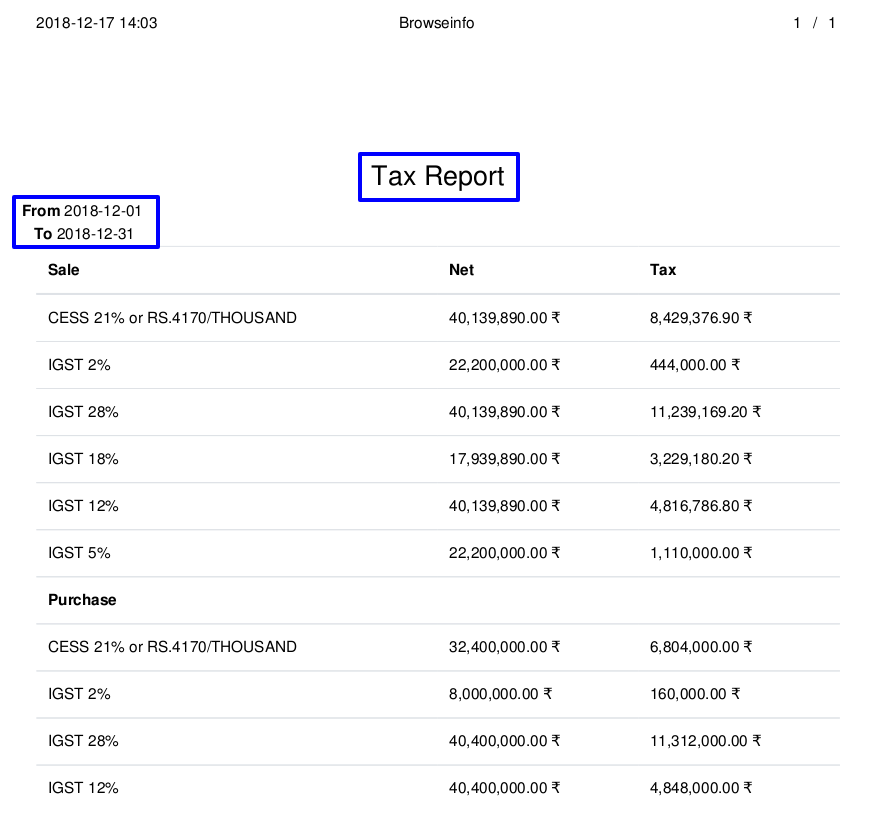 2018-12-17 14:03 Browseinfo 1 / 1
Tax Report
From 2018-12-01
To 2018-12-31
Sale Net Tax
CESS 21% or RS.4170/THOUSAND 40,139,890.00 ₹ 8,429,376.90 ₹
IGST 2% 22,200,000.00 ₹ 444,000.00 ₹
IGST 28% 40,139,890.00 ₹ 11,239,169.20 ₹
IGST 18% 17,939,890.00 ₹ 3,229,180.20 ₹
IGST 12% 40,139,890.00 ₹ 4,816,786.80 ₹
IGST 5% 22,200,000.00 ₹ 1,110,000.00 ₹
Purchase
CESS 21% or RS.4170/THOUSAND 32,400,000.00 ₹ 6,804,000.00 ₹
IGST 2% 8,000,000.00 ₹ 160,000.00 ₹
IGST 28% 40,400,000.00 ₹ 11,312,000.00 ₹
IGST 12% 40,400,000.00 ₹ 4,848,000.00 ₹